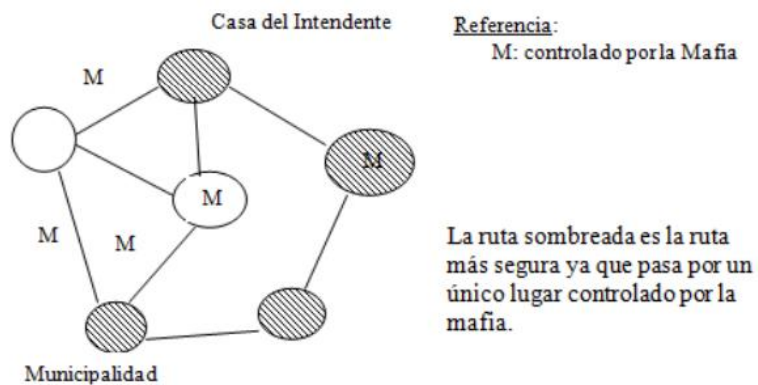 Casa del Intendente
Referencia:
M: controlado por la Mafia
M
M
M
M
M
La ruta sombreada es la ruta
más segura ya que pasa por un
único lugar controlado por la
mafia.
Municipalidad